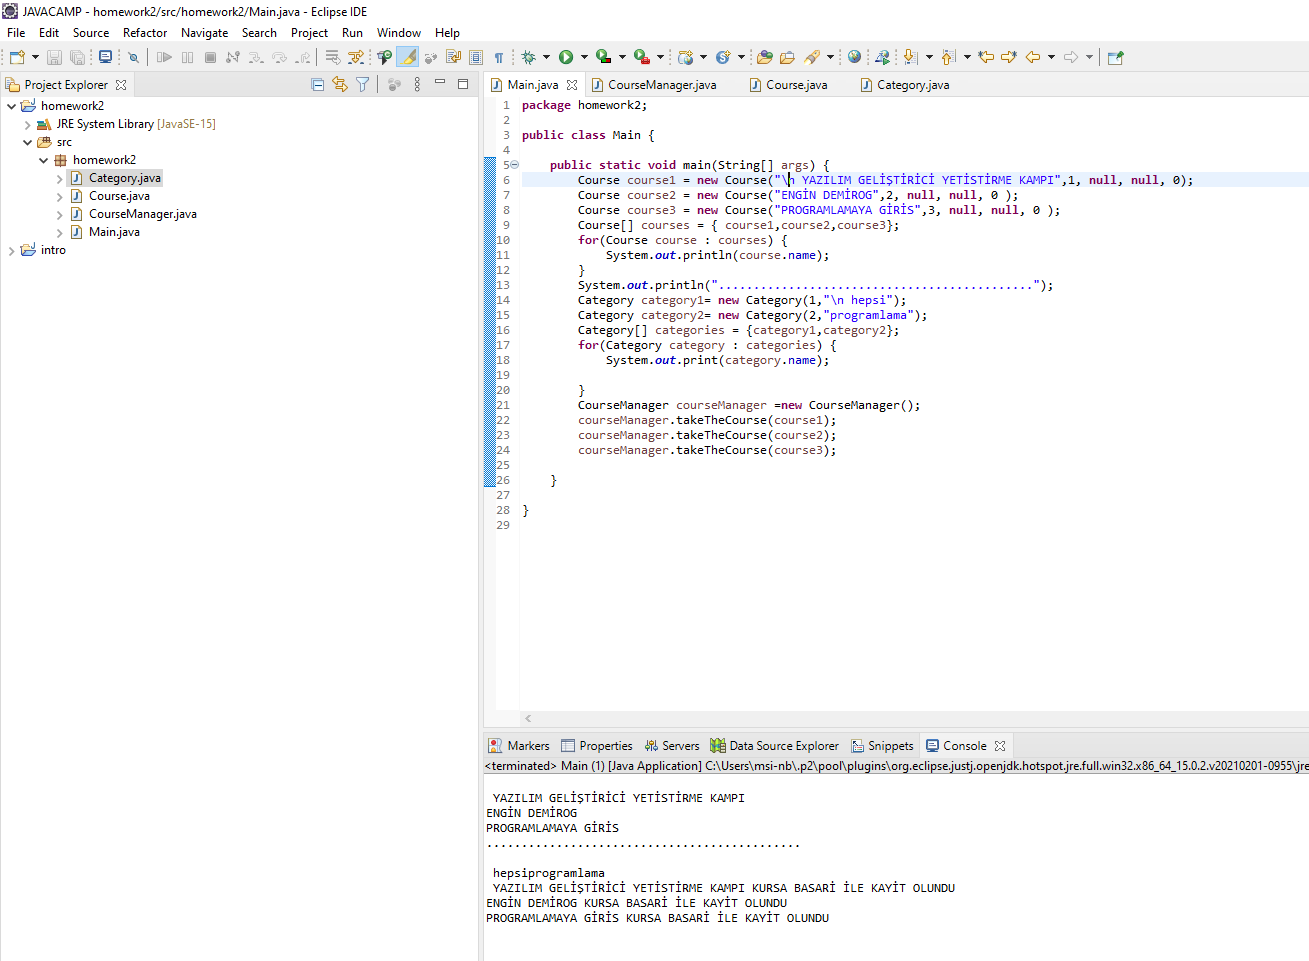 JAVACAMP - homework2/src/homework2/Main.java - Eclipse IDE
File Edit Source Refactor Navigate Search Project Run Window Help
Project Explorer
homework2
JRE System Library [JavaSE-15]
src
homework2
Category.java
Course.java
CourseManager.java
Main.java
intro
Main.java CourseManager.java Course.java Category.java
1 package homework2;
2
3 public class Main {
4
5 public static void main(String[] args) {
6 Course course1 = new Course("\n YAZILIM GELİŞTİRİCİ YETİSTİRME KAMPI",1, null, null, 0);
7 Course course2 = new Course("ENGİN DEMİROG",2, null, null, 0 );
8 Course course3 = new Course("PROGRAMLAMAYA GİRİS",3, null, null, 0 );
9 Course[] courses = { course1,course2,course3};
10 for(Course course : courses) {
11 System.out.println(course.name);
12 }
13 System.out.println(".............................................");
14 Category category1= new Category(1,"\n hepsi");
15 Category category2= new Category(2,"programlama");
16 Category[] categories = {category1,category2};
17 for(Category category : categories) {
18 System.out.print(category.name);
19
20 }
21 CourseManager courseManager =new CourseManager();
22 courseManager.takeTheCourse(course1);
23 courseManager.takeTheCourse(course2);
24 courseManager.takeTheCourse(course3);
25
26 }
27
28 }
29
Markers Properties Servers Data Source Explorer Snippets Console
<terminated> Main (1) [Java Application] C:\Users\msi-nb\.p2\pool\plugins\org.eclipse.justj.openjdk.hotspot.jre.full.win32.x86_64_15.0.2.v20210201-0955\jre
YAZILIM GELİŞTİRİCİ YETİSTİRME KAMPI
ENGİN DEMİROG
PROGRAMLAMAYA GİRİS
.............................................
hepsiprogramlama
YAZILIM GELİŞTİRİCİ YETİSTİRME KAMPI KURSA BASARİ İLE KAYİT OLUNDU
ENGİN DEMİROG KURSA BASARİ İLE KAYİT OLUNDU
PROGRAMLAMAYA GİRİS KURSA BASARİ İLE KAYİT OLUNDU